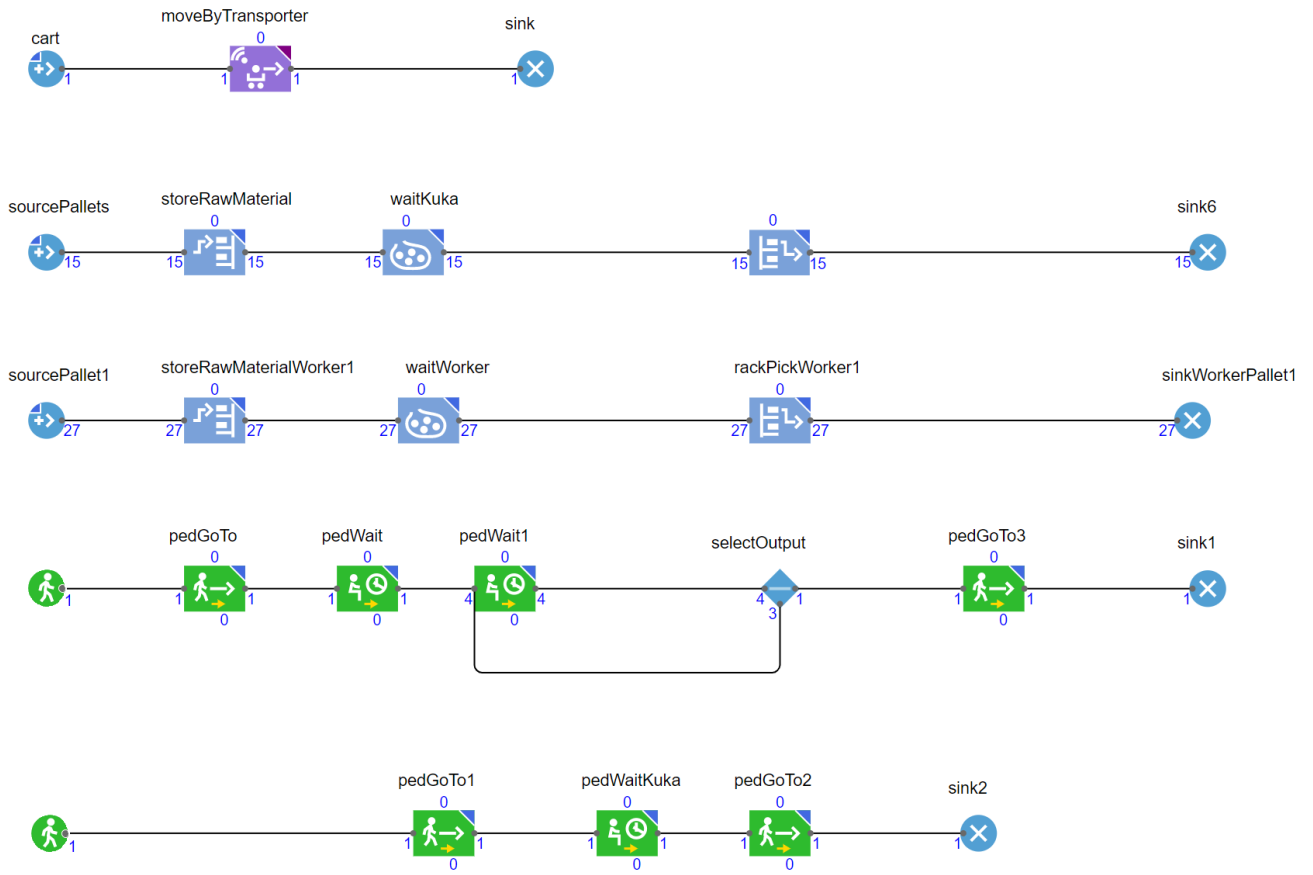 moveByTransporter
cart
sink
0
1
1
1
1
storeRawMaterial
waitKuka
sourcePallets
sink6
0
0
0
15
15
15
15
15
15
15
15
storeRawMaterialWorker1
waitWorker
rackPickWorker1
sourcePallet1
sinkWorkerPallet1
0
0
0
27
27
27
27
27
27
27
27
pedGoTo
pedWait
pedWait1
selectOutput
pedGoTo3
sink1
0
0
0
0
1
1
1
1
1
4
4
4
1
3
1
1
1
0
0
0
0
pedGoTo1
pedWaitKuka
pedGoTo2
sink2
0
0
0
1
1
1
1
1
1
1
1
0
0
0